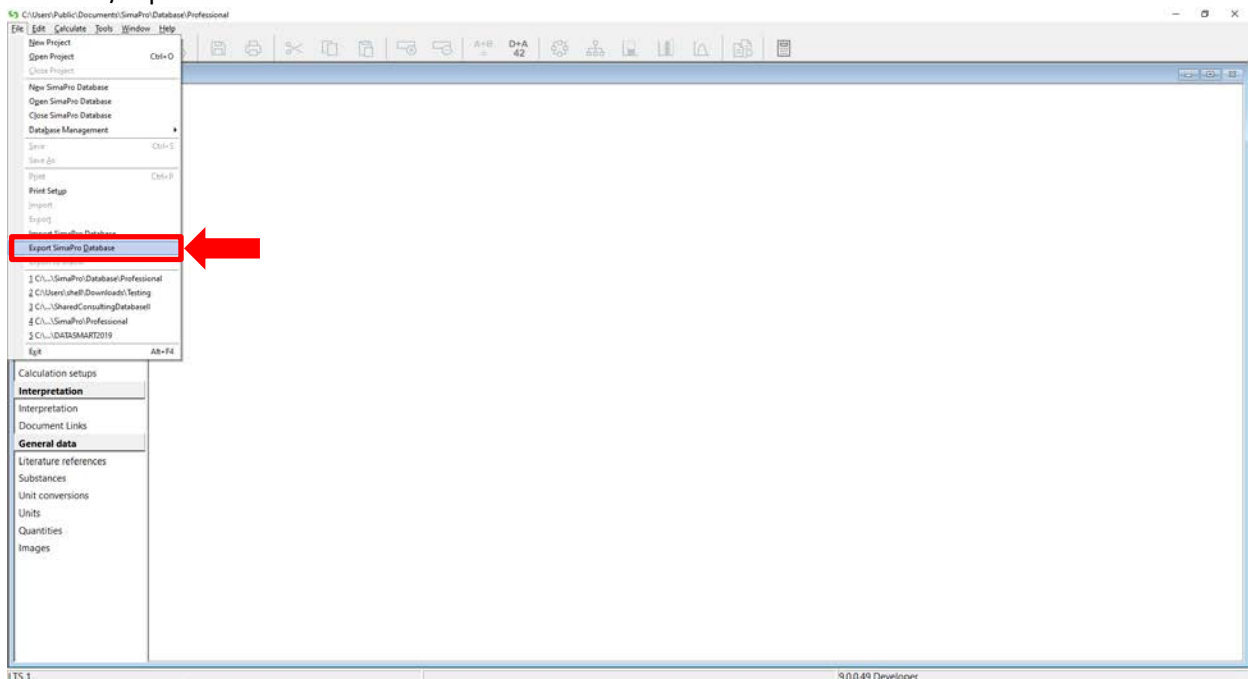 C:\Users\Public\Documents\SimaPro\Database\Professional
File Edit Calculate Tools Window Help
New Project
Open Project Ctrl+O
Close Project
New SimaPro Database
Open SimaPro Database
Close SimaPro Database
Database Management
Save Ctrl+S
Save As
Print Ctrl+P
Print Setup
Import
Export
Import SimaPro Database
Export SimaPro Database
1 C:\...\SimaPro\Database\Professional
2 C:\Users\shelf\Downloads\Testing
3 C:\...\SharedConsultingDatabaseII
4 C:\...\SimaPro\Professional
5 C:\...\DATASMART2019
Exit Alt+F4
A+B
D+A
42
Calculation setups
Interpretation
Interpretation
Document Links
General data
Literature references
Substances
Unit conversions
Units
Quantities
Images
LTS 1 9.0.0.49 Developer